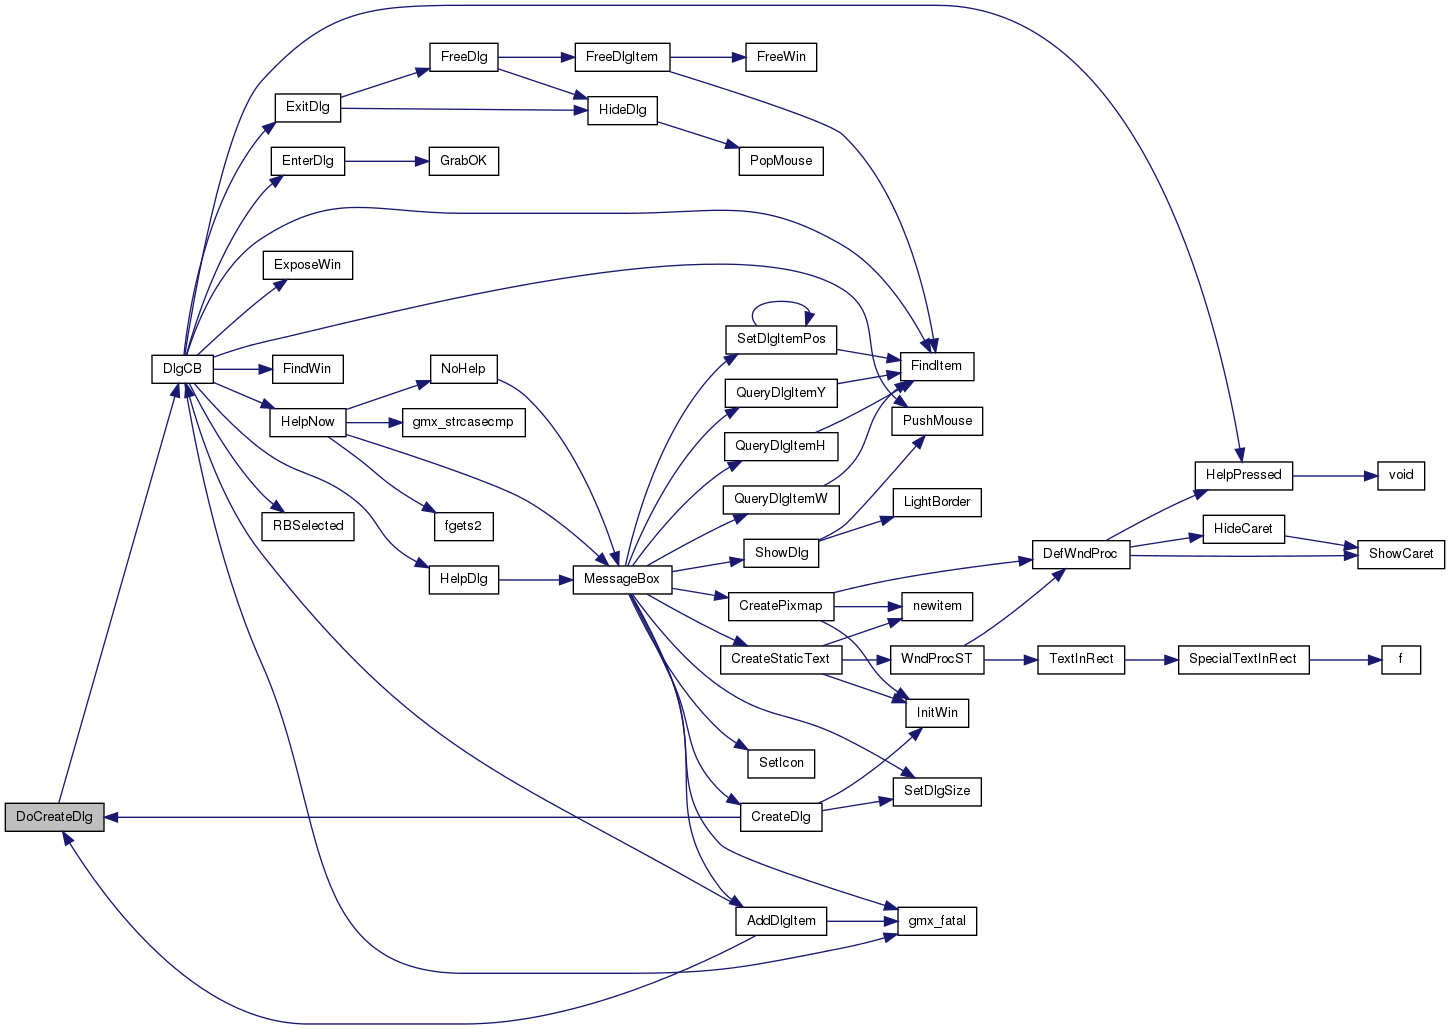 FreeDlg
FreeDlgItem
FreeWin
ExitDlg
HideDlg
EnterDlg
GrabOK
PopMouse
ExposeWin
SetDlgItemPos
DlgCB
FindWin
NoHelp
FindItem
QueryDlgItemY
HelpNow
gmx_strcasecmp
PushMouse
QueryDlgItemH
HelpPressed
void
QueryDlgItemW
LightBorder
RBSelected
fgets2
HideCaret
ShowDlg
DefWndProc
ShowCaret
HelpDlg
MessageBox
CreatePixmap
newitem
CreateStaticText
WndProcST
TextInRect
SpecialTextInRect
f
InitWin
SetIcon
SetDlgSize
DoCreateDlg
CreateDlg
AddDlgItem
gmx_fatal